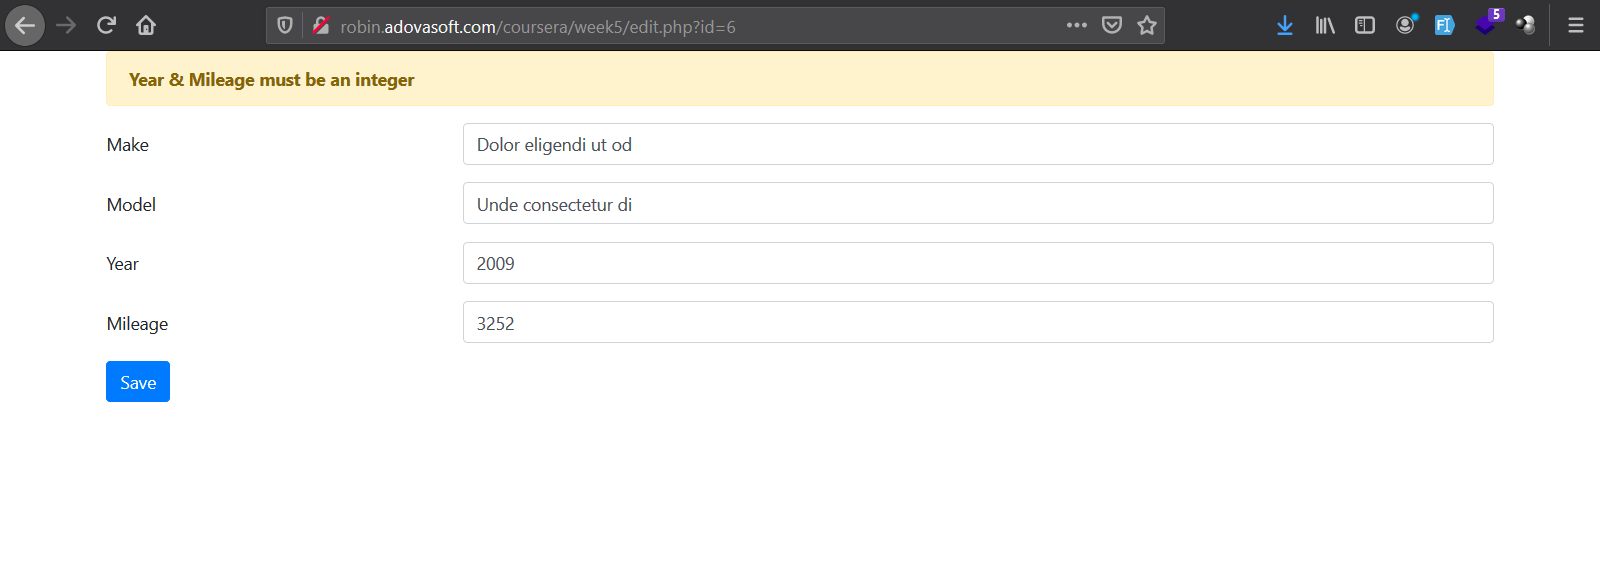 robin.adovasoft.com/coursera/week5/edit.php?id=6
5
Year & Mileage must be an integer
Make
Dolor eligendi ut od
Model
Unde consectetur di
Year
2009
Mileage
3252
Save